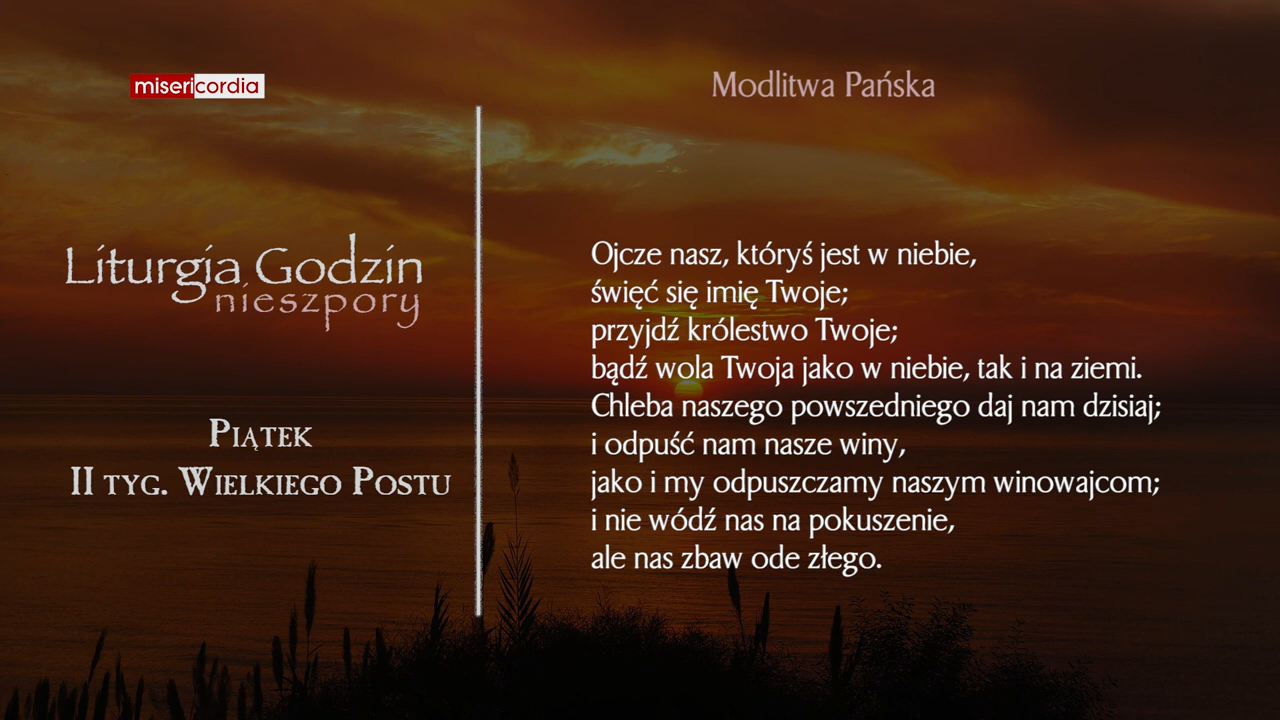 misericordia
Liturgia Godzin
nieszpory
Piątek
II tyg. Wielkiego Postu
Modlitwa Pańska
Ojcze nasz, któryś jest w niebie,
święć się imię Twoje;
przyjdź królestwo Twoje;
bądź wola Twoja jako w niebie, tak i na ziemi.
Chleba naszego powszedniego daj nam dzisiaj;
i odpuść nam nasze winy,
jako i my odpuszczamy naszym winowajcom;
i nie wódź nas na pokuszenie,
ale nas zbaw ode złego.